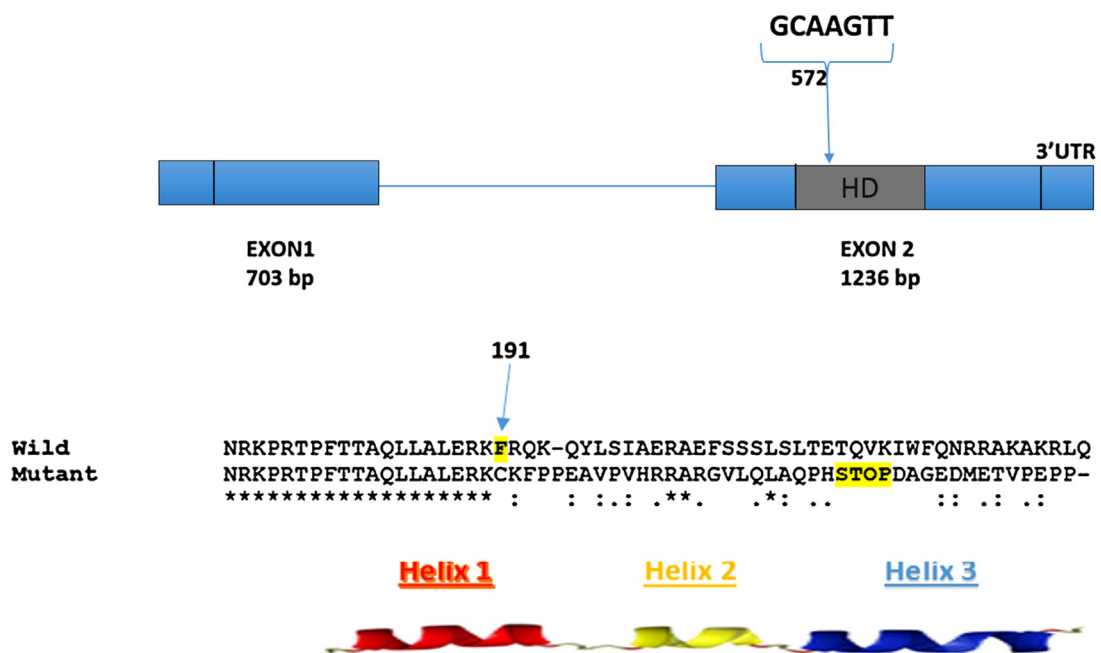 GCAAGTT
572
3'UTR
HD
EXON1
703 bp
EXON 2
1236 bp
191
Wild NRKPRTPFTTAQLLALERKFRQK-QYLSIAERAEFSSSLSLTETQVKIWFQNRRAKAKRLQ
Mutant NRKPRTPFTTAQLLALERKCKFPPEAVPVHRRARGVLQLAQPHSTOPDAGEDMETVPEPP-
******************* : : :.: .**. .*: .. :: .: .:
Helix 1 Helix 2 Helix 3